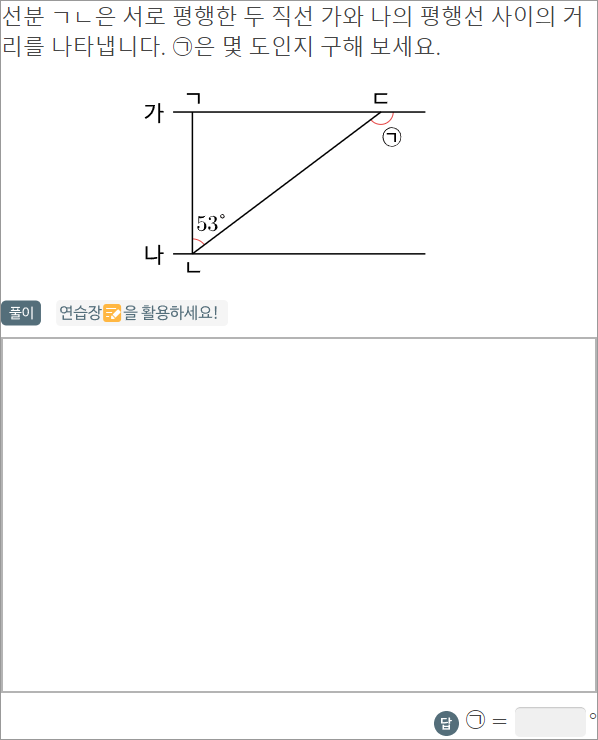 선분 ㄱㄴ은 서로 평행한 두 직선 가와 나의 평행선 사이의 거
리를 나타냅니다. ㉠은 몇 도인지 구해 보세요.
ㄱ ㄷ
가
㉠
53°
나
ㄴ
풀이 연습장을 활용하세요!
답 ㉠ = °